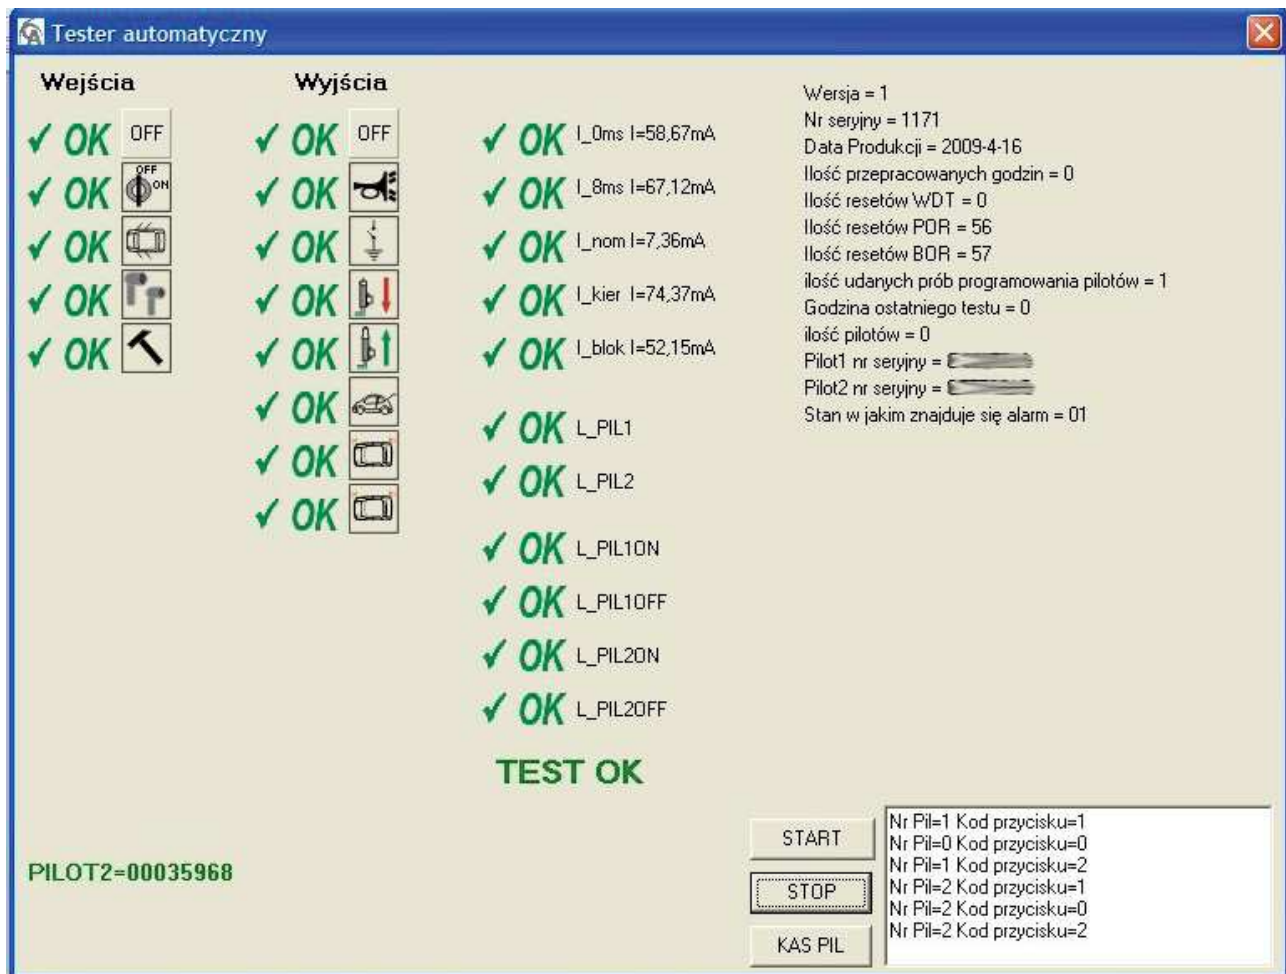 Tester automatyczny
Wejścia
OK OFF
OK OFF ON
OK
OK
OK
Wyjścia
OK OFF
OK
OK
OK
OK
OK
OK
OK
OK I_0ms I=58,67mA
OK I_8ms I=67,12mA
OK I_nom I=7,36mA
OK I_kier I=74,37mA
OK I_blok I=52,15mA
OK L_PIL1
OK L_PIL2
OK L_PIL1ON
OK L_PIL1OFF
OK L_PIL2ON
OK L_PIL2OFF
TEST OK
Wersja = 1
Nr seryjny = 1171
Data Produkcji = 2009-4-16
Ilość przepracowanych godzin = 0
Ilość resetów WDT = 0
Ilość resetów POR = 56
Ilość resetów BOR = 57
ilość udanych prób programowania pilotów = 1
Godzina ostatniego testu = 0
ilość pilotów = 0
Pilot1 nr seryjny =
Pilot2 nr seryjny =
Stan w jakim znajduje się alarm = 01
PILOT2=00035968
START
STOP
KAS PIL
Nr Pil=1 Kod przycisku=1
Nr Pil=0 Kod przycisku=0
Nr Pil=1 Kod przycisku=2
Nr Pil=2 Kod przycisku=1
Nr Pil=2 Kod przycisku=0
Nr Pil=2 Kod przycisku=2